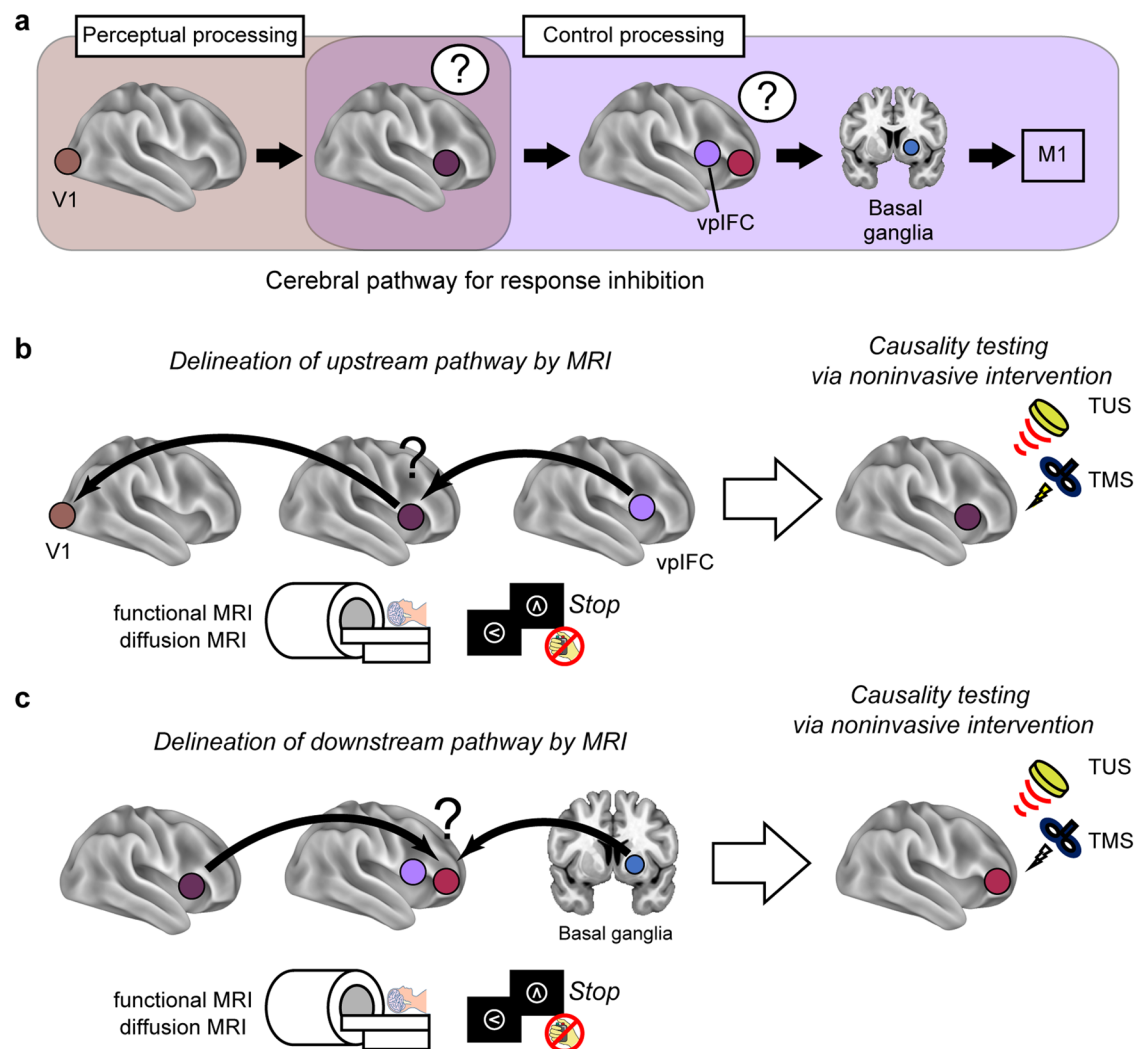 a
Perceptual processing
Control processing
?
?
V1
vpIFC
Basal
ganglia
M1
Cerebral pathway for response inhibition
b
Delineation of upstream pathway by MRI
Causality testing
via noninvasive intervention
?
TUS
TMS
V1
vpIFC
functional MRI
diffusion MRI
Stop
c
Delineation of downstream pathway by MRI
Causality testing
via noninvasive intervention
?
TUS
TMS
Basal ganglia
functional MRI
diffusion MRI
Stop